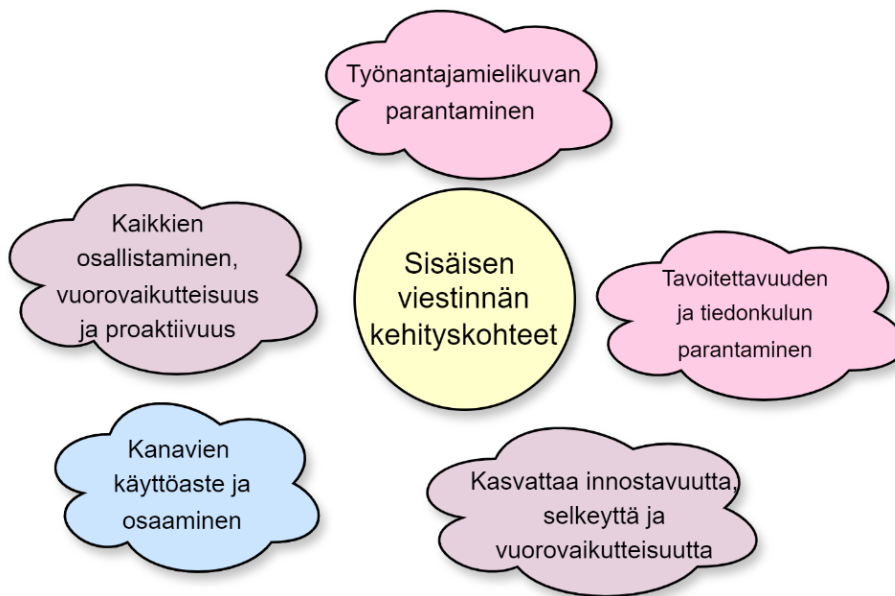 Työnantajamielikuvan
parantaminen
Kaikkien
osallistaminen,
vuorovaikutteisuus
ja proaktiivuus
Sisäisen
viestinnän
kehityskohteet
Tavoitettavuuden
ja tiedonkulun
parantaminen
Kanavien
käyttöaste ja
osaaminen
Kasvattaa innostavuutta,
selkeyttä ja
vuorovaikutteisuutta